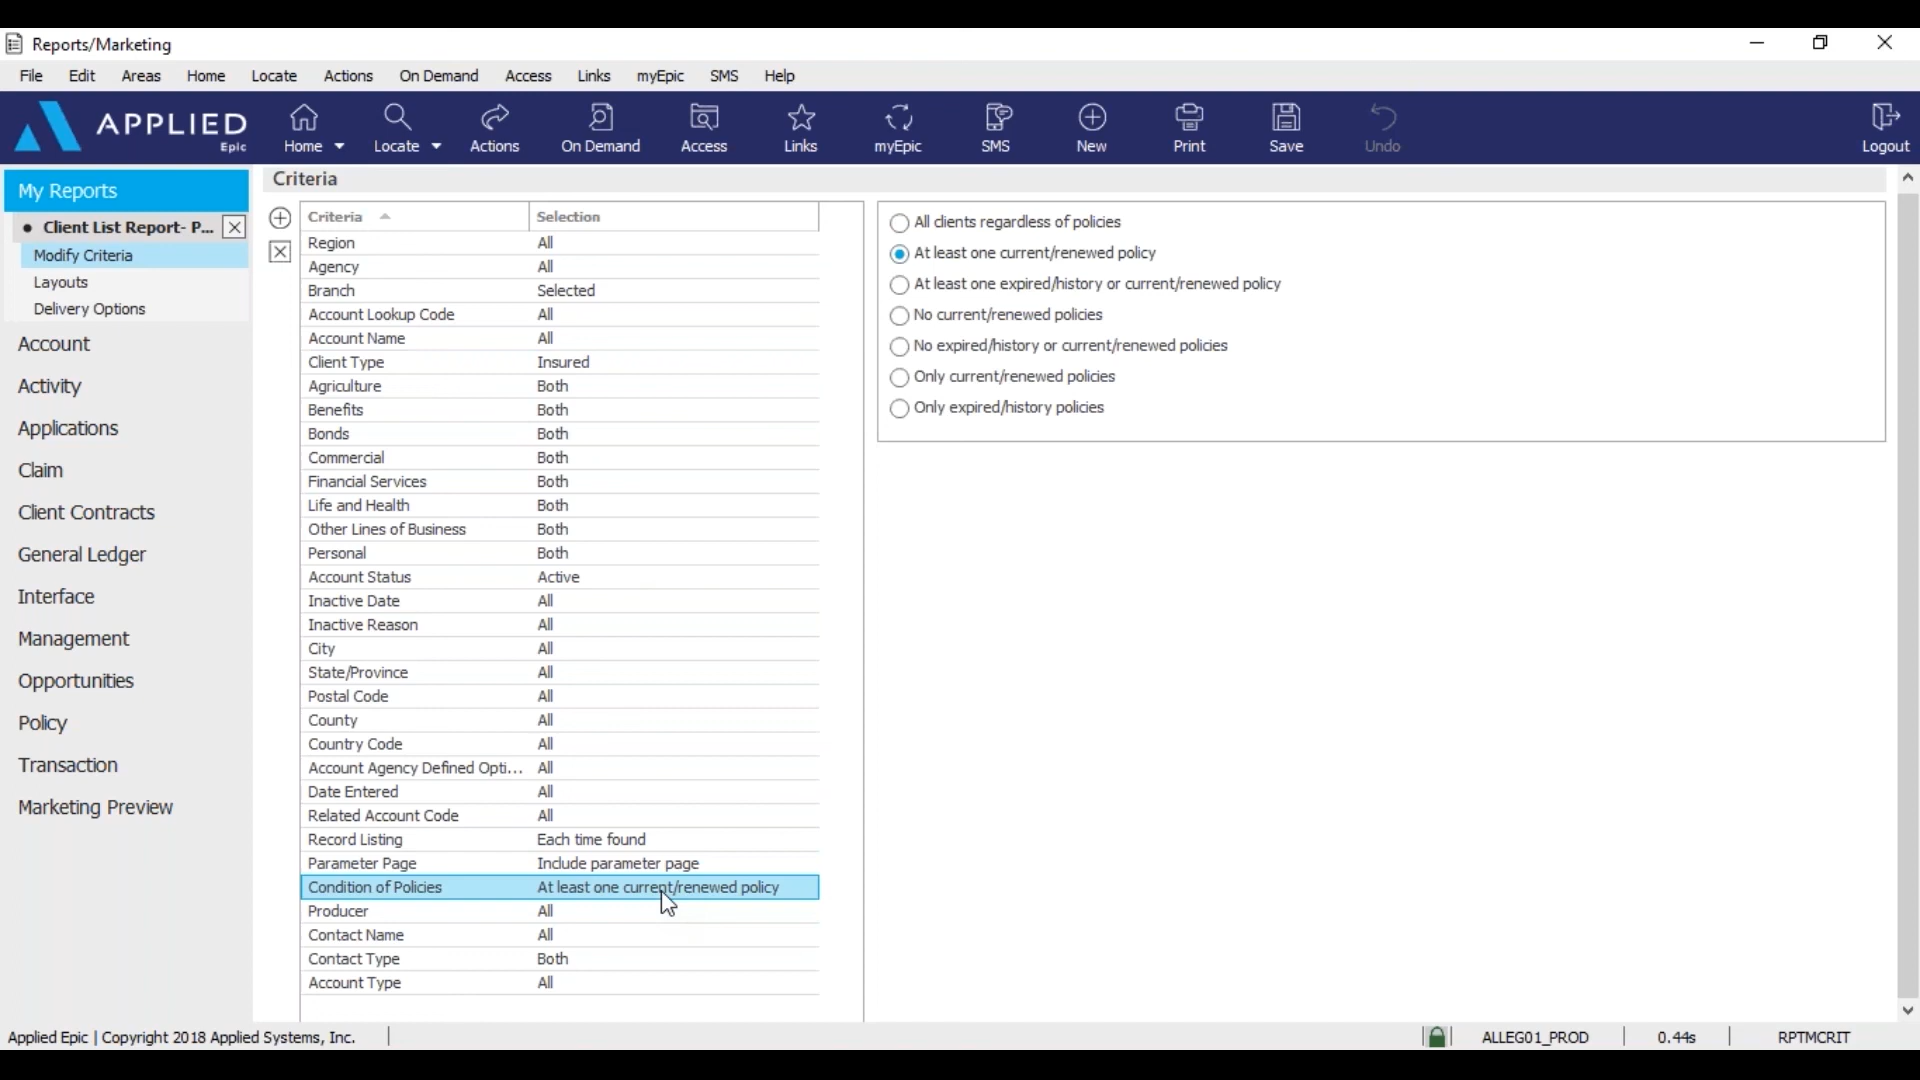 Reports/Marketing
File Edit Areas Home Locate Actions On Demand Access Links myEpic SMS Help
APPLIED
Epic
Home Locate Actions On Demand Access Links myEpic SMS New Print Save Undo Logout
My Reports
Client List Report- P...
Modify Criteria
Layouts
Delivery Options
Account
Activity
Applications
Claim
Client Contracts
General Ledger
Interface
Management
Opportunities
Policy
Transaction
Marketing Preview
Criteria
Criteria Selection
Region All
Agency All
Branch Selected
Account Lookup Code All
Account Name All
Client Type Insured
Agriculture Both
Benefits Both
Bonds Both
Commercial Both
Financial Services Both
Life and Health Both
Other Lines of Business Both
Personal Both
Account Status Active
Inactive Date All
Inactive Reason All
City All
State/Province All
Postal Code All
County All
Country Code All
Account Agency Defined Opti... All
Date Entered All
Related Account Code All
Record Listing Each time found
Parameter Page Include parameter page
Condition of Policies At least one current/renewed policy
Producer All
Contact Name All
Contact Type Both
Account Type All
All clients regardless of policies
At least one current/renewed policy
At least one expired/history or current/renewed policy
No current/renewed policies
No expired/history or current/renewed policies
Only current/renewed policies
Only expired/history policies
Applied Epic | Copyright 2018 Applied Systems, Inc.
ALLEG01_PROD 0.44s RPTMCRIT